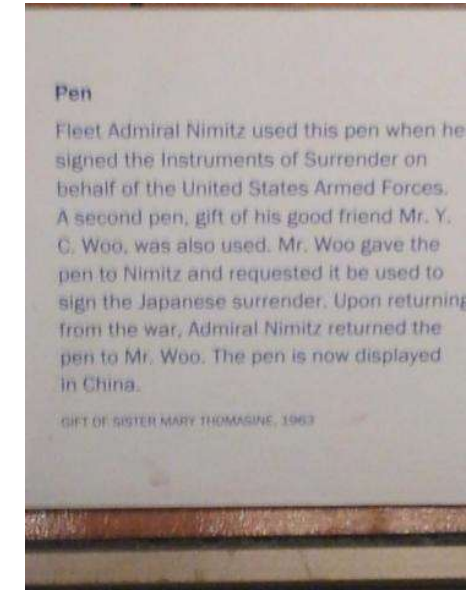 Pen
Fleet Admiral Nimitz used this pen when he
signed the Instruments of Surrender on
behalf of the United States Armed Forces.
A second pen, gift of his good friend Mr. Y.
C. Woo, was also used. Mr. Woo gave the
pen to Nimitz and requested it be used to
sign the Japanese surrender. Upon returning
from the war, Admiral Nimitz returned the
pen to Mr. Woo. The pen is now displayed
in China.
GIFT OF SISTER MARY THOMASINE, 1963